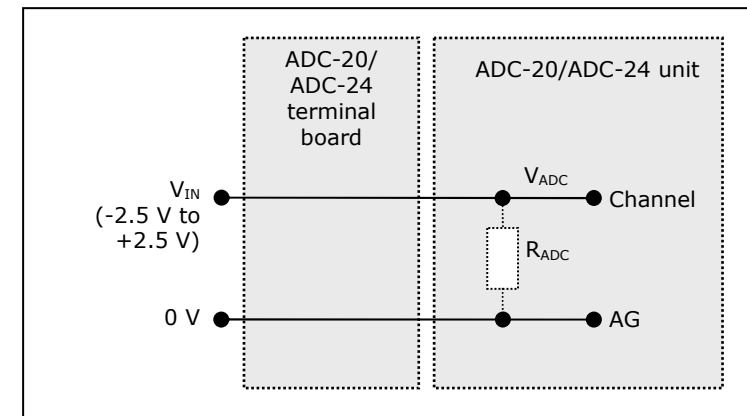 ADC-20/
ADC-24
terminal
board
ADC-20/ADC-24 unit
VIN
(-2.5 V to
+2.5 V)
VADC
Channel
RADC
0 V
AG